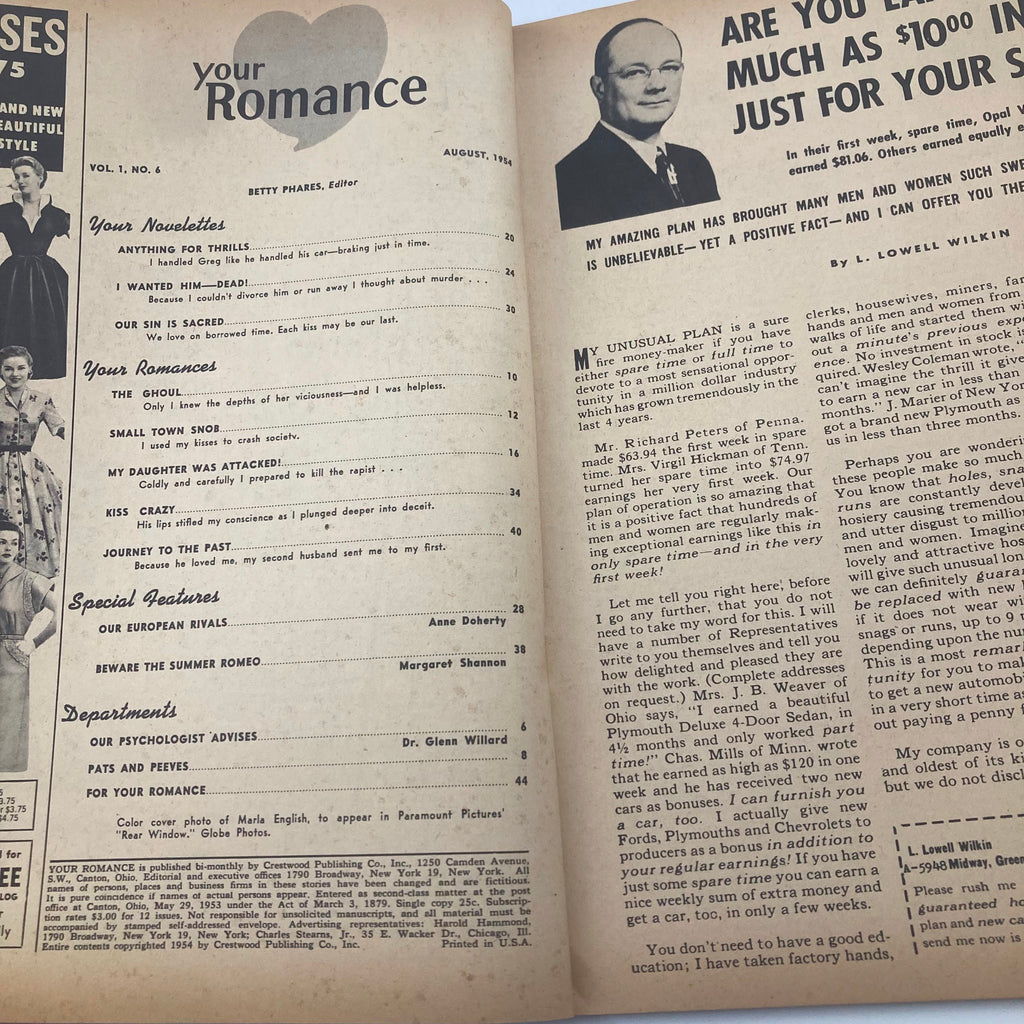 SES
75
AND NEW
EAUTIFUL
STYLE
5
3.75
r $3.75
$4.75
d for
EE
LOG
T
lly
your
Romance
VOL. 1, NO. 6
AUGUST, 1954
BETTY PHARES, Editor
Your Novelettes
ANYTHING FOR THRILLS 20
I handled Greg like he handled his car—braking just in time.
I WANTED HIM—DEAD! 24
Because I couldn't divorce him or run away I thought about murder . . .
OUR SIN IS SACRED 30
We love on borrowed time. Each kiss may be our last.
Your Romances
THE GHOUL 10
Only I knew the depths of her viciousness—and I was helpless.
SMALL TOWN SNOB 12
I used my kisses to crash society.
MY DAUGHTER WAS ATTACKED! 16
Coldly and carefully I prepared to kill the rapist . . .
KISS CRAZY 34
His lips stifled my conscience as I plunged deeper into deceit.
JOURNEY TO THE PAST 40
Because he loved me, my second husband sent me to my first.
Special Features
OUR EUROPEAN RIVALS 28
Anne Doherty
BEWARE THE SUMMER ROMEO 38
Margaret Shannon
Departments
OUR PSYCHOLOGIST ADVISES 6
Dr. Glenn Willard
PATS AND PEEVES 8
FOR YOUR ROMANCE 44
Color cover photo of Marla English, to appear in Paramount Pictures'
"Rear Window." Globe Photos.
YOUR ROMANCE is published bi-monthly by Crestwood Publishing Co., Inc., 1250 Camden Avenue,
S.W., Canton, Ohio. Editorial and executive offices 1790 Broadway, New York 19, New York. All
names of persons, places and business firms in these stories have been changed and are fictitious.
It is pure coincidence if names of actual persons appear. Entered as second-class matter at the post
office at Canton, Ohio, May 29, 1953 under the Act of March 3, 1879. Single copy 25c. Subscrip-
tion rates $3.00 for 12 issues. Not responsible for unsolicited manuscripts, and all material must be
accompanied by stamped self-addressed envelope. Advertising representatives: Harold Hammond,
1790 Broadway, New York 19, New York; Charles Stearns, Jr., 35 E. Wacker Dr., Chicago, Ill.
Entire contents copyrighted 1954 by Crestwood Publishing Co., Inc. Printed in U.S.A.
ARE YOU
MUCH AS $10.00 IN
JUST FOR YOUR S
In their first week, spare time, Opal
earned $81.06. Others earned equally
MY AMAZING PLAN HAS BROUGHT MANY MEN AND WOMEN SUCH SWE
IS UNBELIEVABLE—YET A POSITIVE FACT—AND I CAN OFFER YOU THE
By L. LOWELL WILKIN
MY UNUSUAL PLAN is a sure
fire money-maker if you have
either spare time or full time to
devote to a most sensational oppor-
tunity in a million dollar industry
which has grown tremendously in the
last 4 years.
Mr. Richard Peters of Penna.
made $63.94 the first week in spare
time. Mrs. Virgil Hickman of Tenn.
turned her spare time into $74.97
earnings her very first week. Our
plan of operation is so amazing that
it is a positive fact that hundreds of
men and women are regularly mak-
ing exceptional earnings like this in
only spare time—and in the very
first week!
I Let me tell you right here, before
I go any further, that you do not
need to take my word for this. I will
have a number of Representatives
write to you themselves and tell you
how delighted and pleased they are
with the work. (Complete addresses
on request.) Mrs. J. B. Weaver of
Ohio says, "I earned a beautiful
Plymouth Deluxe 4-Door Sedan, in
4½ months and only worked part
time!" Chas. Mills of Minn. wrote
that he earned as high as $120 in one
week and he has received two new
cars as bonuses. I can furnish you
a car, too. I actually give new
Fords, Plymouths and Chevrolets to
producers as a bonus in addition to
your regular earnings! If you have
just some spare time you can earn a
nice weekly sum of extra money and
get a car, too, in only a few weeks.
You don't need to have a good ed-
ucation; I have taken factory hands,
clerks, housewives, miners, far
hands and men and women from
walks of life and started them wi
out a minute's previous expe
ence. No investment in stock i
quired. Wesley Coleman wrote, "
can't imagine the thrill it give
to earn a new car in less than
months." J. Marier of New Yor
got a brand new Plymouth as
us in less than three months.
Perhaps you are wonderi
these people make so much
You know that holes, sna
runs are constantly devel
hosiery causing tremendou
and utter disgust to million
men and women. Imagine
lovely and attractive hos
will give such unusual lon
we can definitely guaran
be replaced with new
if it does not wear wi
snags or runs, up to 9
depending upon the nu
This is a most remark
tunity for you to mak
to get a new automobi
in a very short time as
out paying a penny f
My company is o
and oldest of its ki
but we do not discl
L. Lowell Wilkin
A-5948 Midway, Green
Please rush me
guaranteed ho
plan and new ca
send me now is